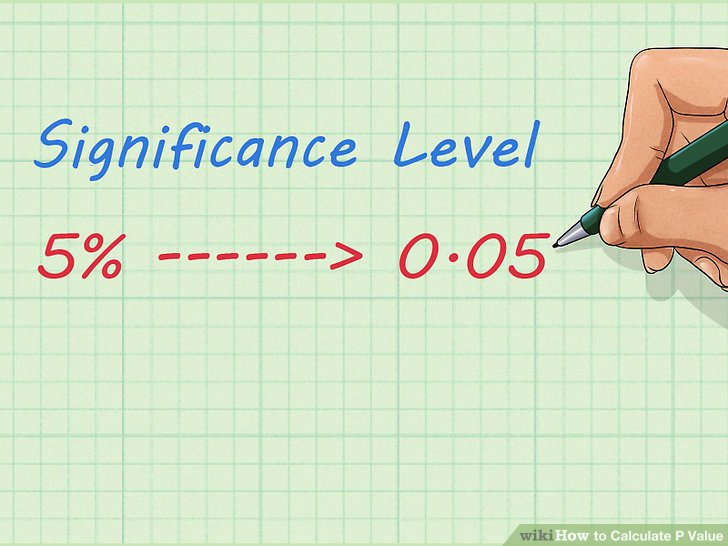 Significance Level
5% ------> 0.05
wikiHow to Calculate P Value